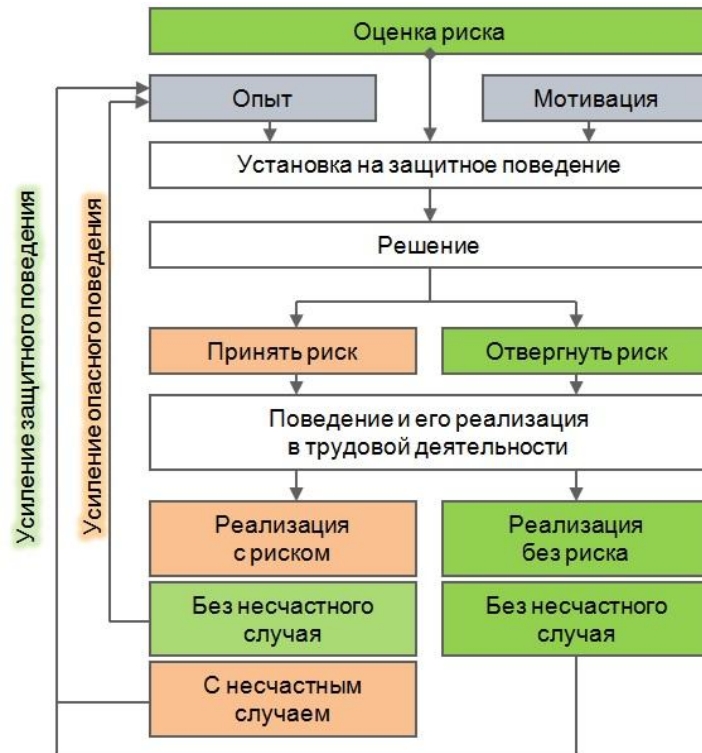 Оценка риска
Опыт
Мотивация
Установка на защитное поведение
Решение
Принять риск
Отвергнуть риск
Поведение и его реализация
в трудовой деятельности
Реализация
с риском
Реализация
без риска
Без несчастного
случая
Без несчастного
случая
С несчастным
случаем
Усиление защитного поведения
Усиление опасного поведения